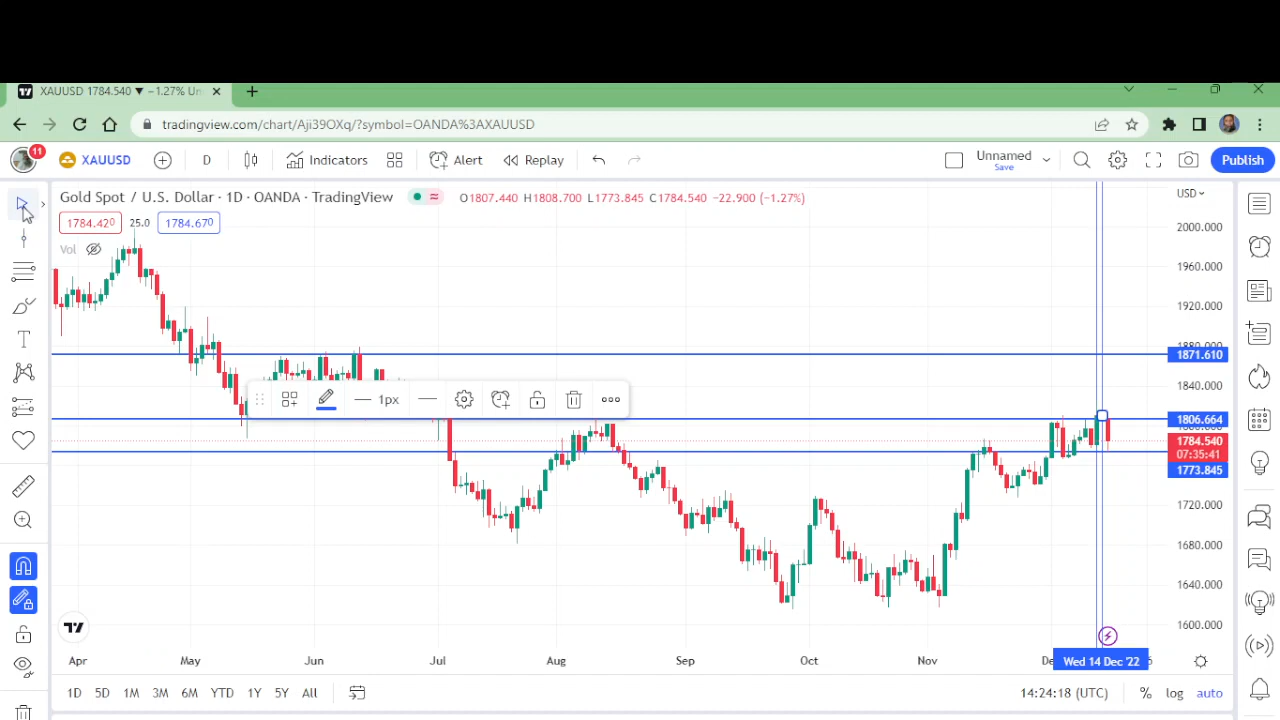 XAUUSD 1784.540 ▼ −1.27% Un
tradingview.com/chart/Aji39OXq/?symbol=OANDA%3AXAUUSD
11
XAUUSD
D
Indicators
Alert
Replay
Unnamed
Save
Publish
Gold Spot / U.S. Dollar · 1D · OANDA · TradingView
O1807.440 H1808.700 L1773.845 C1784.540 −22.900 (−1.27%)
USD
1784.420
25.0
1784.670
Vol
2000.000
1960.000
1920.000
1880.000
1871.610
1840.000
1px
1806.664
1800.000
1784.540
07:35:41
1773.845
1720.000
1680.000
1640.000
1600.000
Apr
May
Jun
Jul
Aug
Sep
Oct
Nov
Wed 14 Dec '22
1D
5D
1M
3M
6M
YTD
1Y
5Y
All
14:24:18 (UTC)
%
log
auto